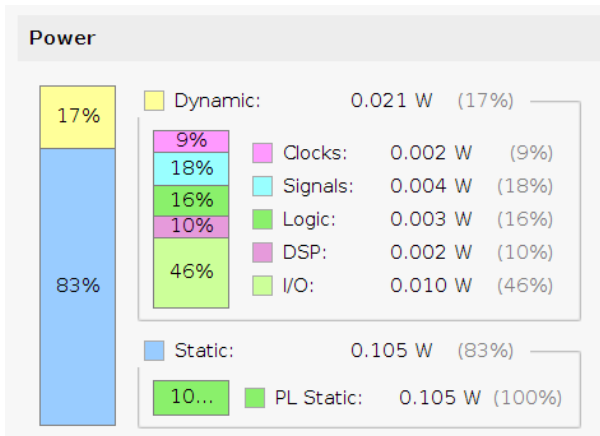 Power
17%
83%
Dynamic: 0.021 W (17%)
9%
18%
16%
10%
46%
Clocks: 0.002 W (9%)
Signals: 0.004 W (18%)
Logic: 0.003 W (16%)
DSP: 0.002 W (10%)
I/O: 0.010 W (46%)
Static: 0.105 W (83%)
10...
PL Static: 0.105 W (100%)